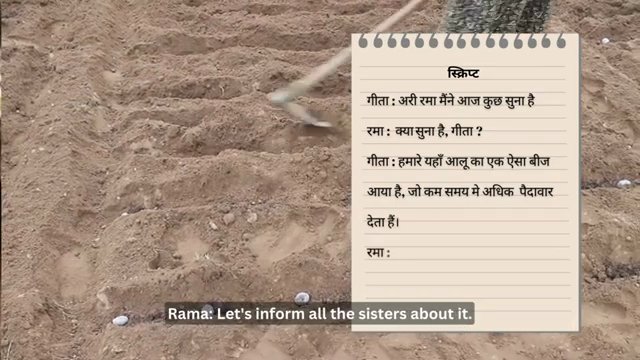 स्क्रिप्ट
गीता : अरी रमा मैंने आज कुछ सुना है
रमा : क्या सुना है, गीता ?
गीता : हमारे यहाँ आलू का एक ऐसा बीज
आया है, जो कम समय मे अधिक पैदावार
देता हैं।
रमा :
Rama: Let's inform all the sisters about it.